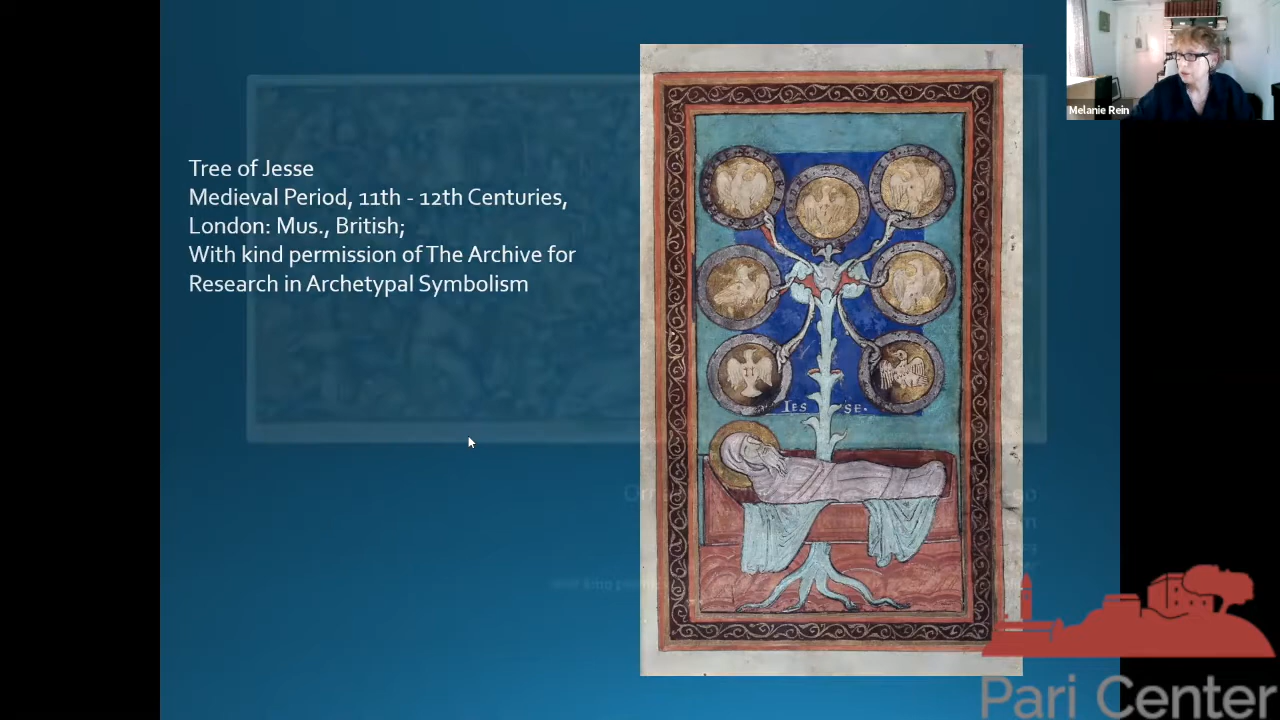 Tree of Jesse
Medieval Period, 11th - 12th Centuries,
London: Mus., British;
With kind permission of The Archive for
Research in Archetypal Symbolism
IES SE.
Melanie Rein
Pari Center